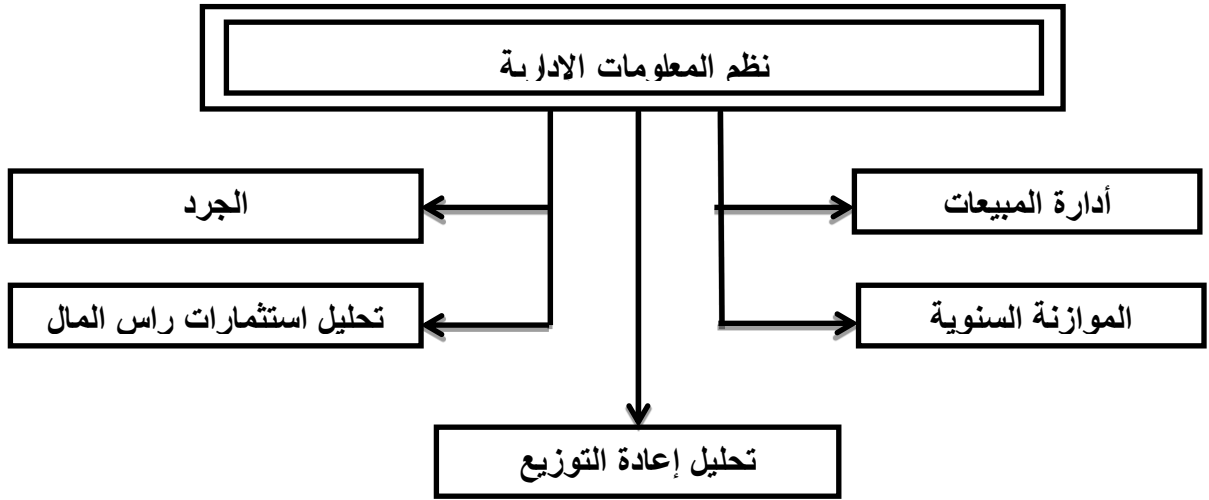 نظم المعلومات الادارية
أدارة المبيعات
الجرد
الموازنة السنوية
تحليل استثمارات راس المال
تحليل إعادة التوزيع